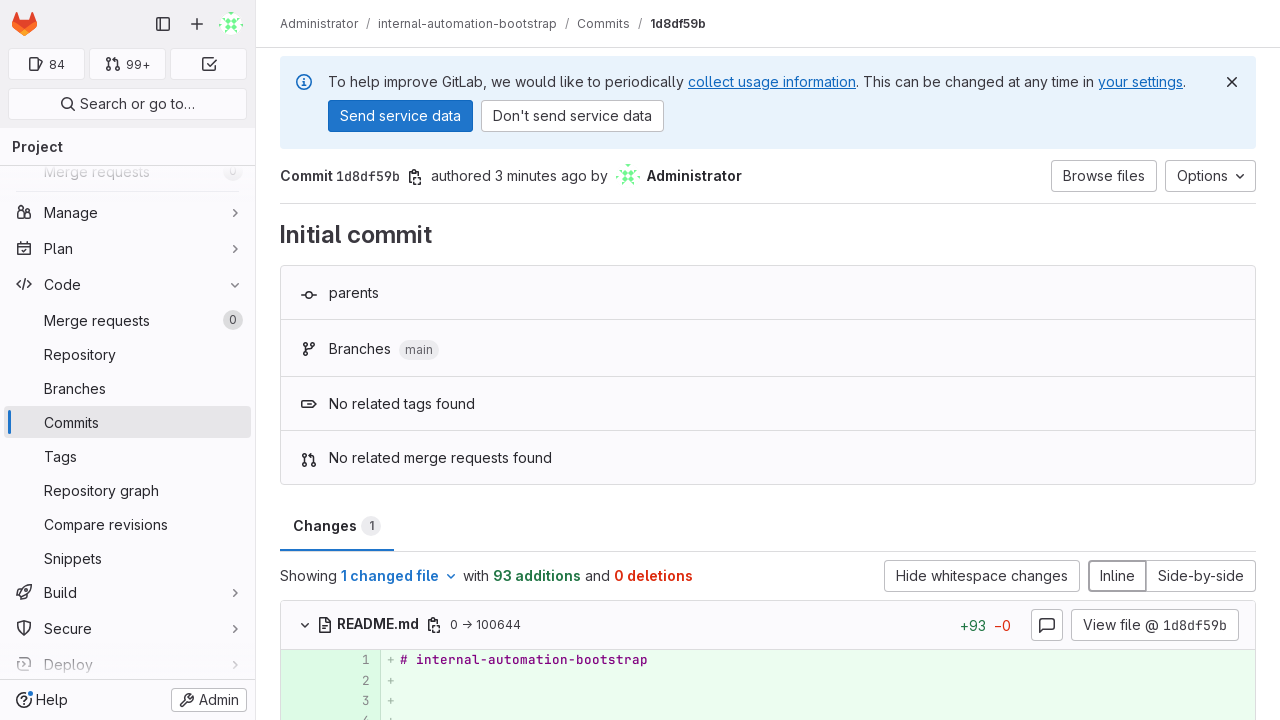 Administrator / internal-automation-bootstrap / Commits / 1d8df59b
84
99+
Search or go to…
Project
Merge requests 0
Manage
Plan
Code
Merge requests 0
Repository
Branches
Commits
Tags
Repository graph
Compare revisions
Snippets
Build
Secure
Deploy
Help
Admin
To help improve GitLab, we would like to periodically collect usage information. This can be changed at any time in your settings.
Send service data
Don't send service data
Commit 1d8df59b authored 3 minutes ago by Administrator
Browse files
Options
Initial commit
parents
Branches main
No related tags found
No related merge requests found
Changes 1
Showing 1 changed file with 93 additions and 0 deletions
Hide whitespace changes
Inline
Side-by-side
README.md 0 → 100644
+93 −0
View file @ 1d8df59b
1 + # internal-automation-bootstrap
2 +
3 +
4 +